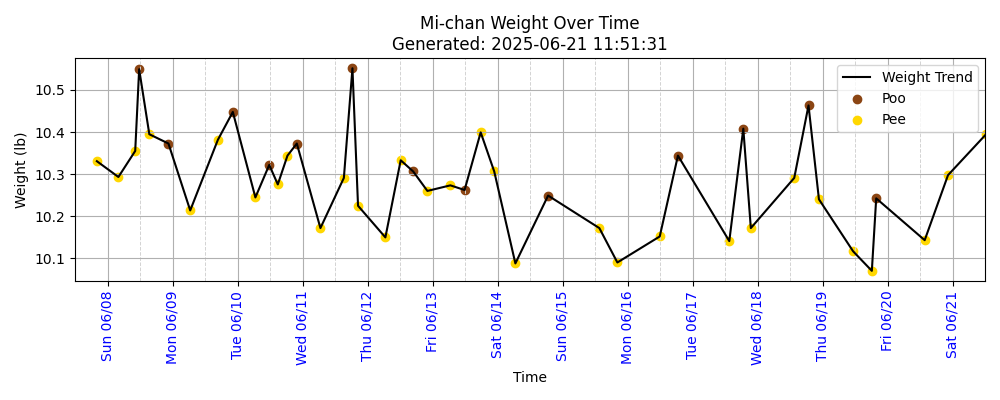 Mi-chan Weight Over Time
Generated: 2025-06-21 11:51:31
Weight Trend
Poo
Pee
10.5
10.4
10.3
10.2
10.1
Weight (lb)
Sun 06/08
Mon 06/09
Tue 06/10
Wed 06/11
Thu 06/12
Fri 06/13
Sat 06/14
Sun 06/15
Mon 06/16
Tue 06/17
Wed 06/18
Thu 06/19
Fri 06/20
Sat 06/21
Time